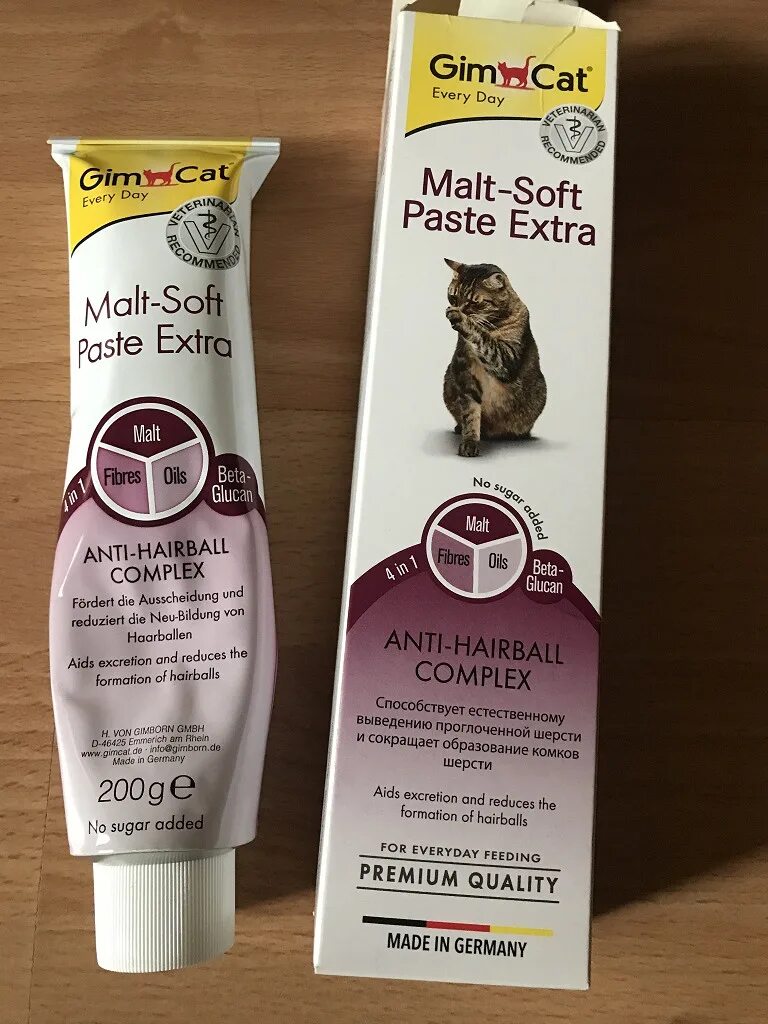 GimCat
Every Day
VETERINARIAN
RECOMMENDED
Malt-Soft
Paste Extra
Malt
Fibres
Oils
4 in 1
Beta-
Glucan
ANTI-HAIRBALL
COMPLEX
Fördert die Ausscheidung und
reduziert die Neu-Bildung von
Haarballen
Aids excretion and reduces the
formation of hairballs
H. VON GIMBORN GMBH
D-46425 Emmerich am Rhein
www.gimcat.de · info@gimborn.de
Made in Germany
200g℮
No sugar added
GimCat®
Every Day
VETERINARIAN
RECOMMENDED
Malt-Soft
Paste Extra
No sugar added
Malt
Fibres
Oils
4 in 1
Beta-
Glucan
ANTI-HAIRBALL
COMPLEX
Способствует естественному
выведению проглоченной шерсти
и сокращает образование комков
шерсти
Aids excretion and reduces the
formation of hairballs
FOR EVERYDAY FEEDING
PREMIUM QUALITY
MADE IN GERMANY